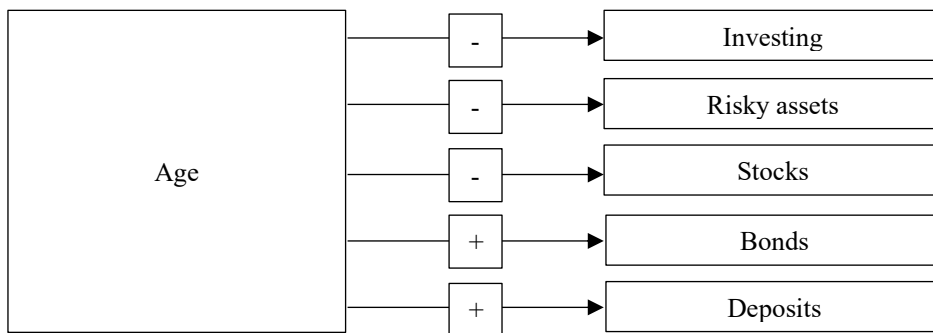 - Investing
- Risky assets
Age
- Stocks
+ Bonds
+ Deposits